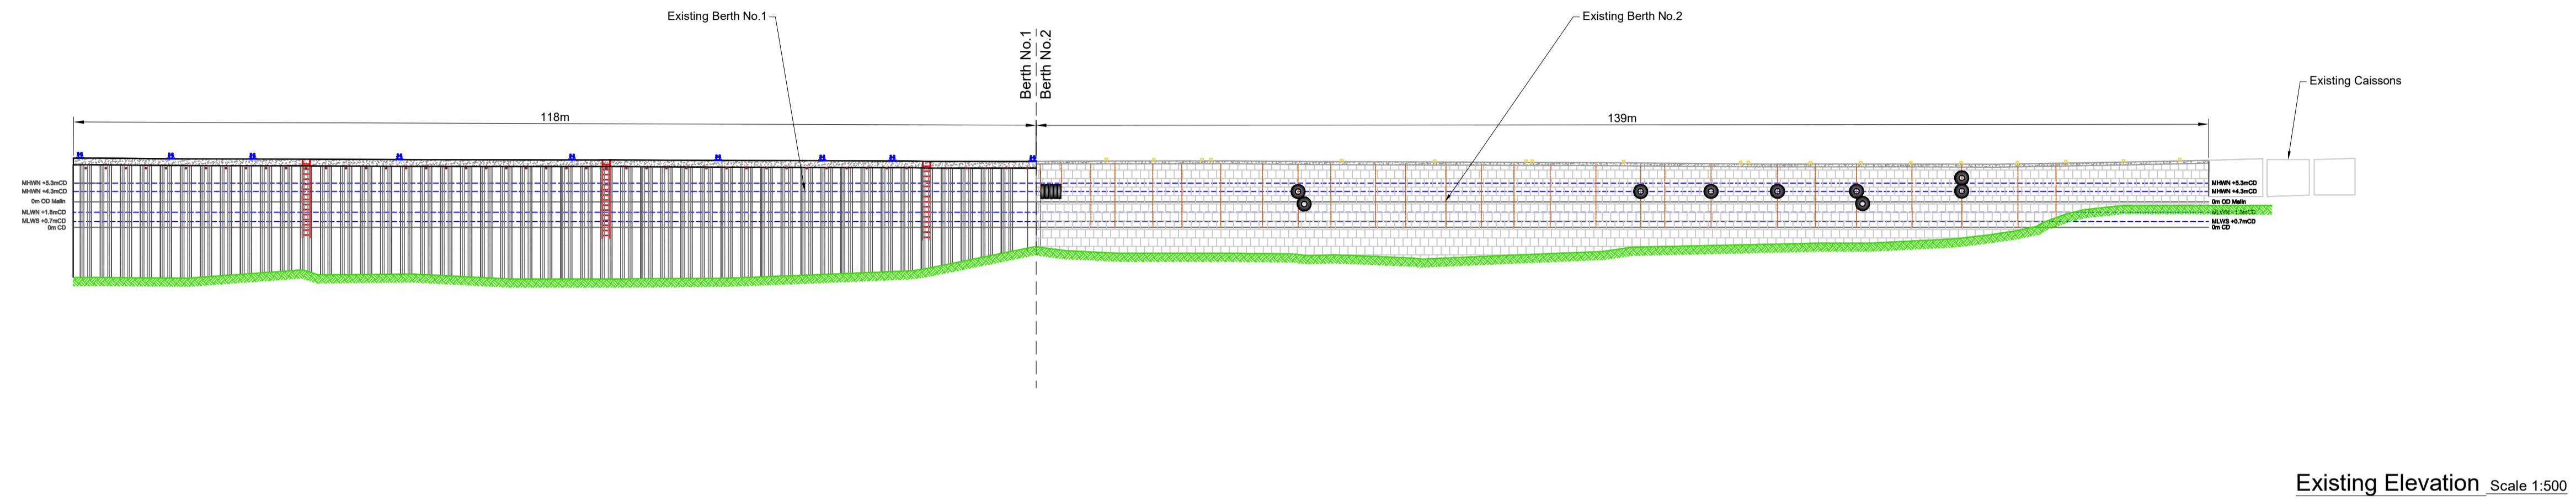 Existing Berth No.1
Existing Berth No.2
Berth No.1
Berth No.2
Existing Caissons
118m
139m
MHWN +5.3mCD
MHWN +4.3mCD
0m OD Malin
MLWN +1.8mCD
MLWS +0.7mCD
0m CD
MHWN +5.3mCD
MHWN +4.3mCD
0m OD Malin
MLWS +0.7mCD
0m CD
Existing Elevation Scale 1:500